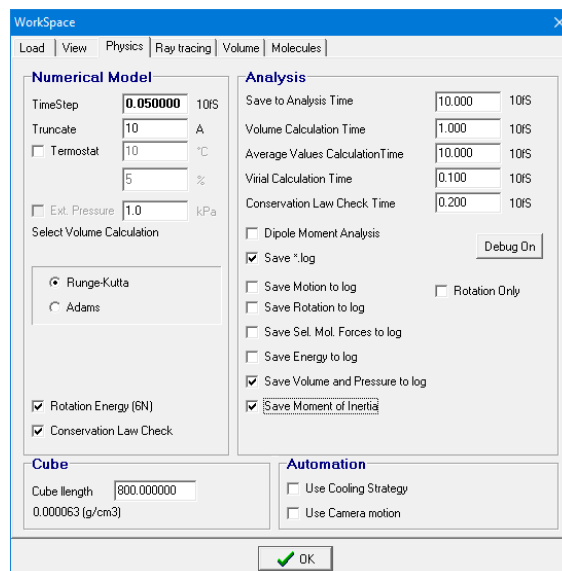 WorkSpace
Load View Physics Ray tracing Volume Molecules
Numerical Model
TimeStep 0.050000 10fS
Truncate 10 A
Termostat 10 °C
5 %
Ext. Pressure 1.0 kPa
Select Volume Calculation
Runge-Kutta
Adams
Rotation Energy (6N)
Conservation Law Check
Analysis
Save to Analysis Time 10.000 10fS
Volume Calculation Time 1.000 10fS
Average Values CalculationTime 10.000 10fS
Virial Calculation Time 0.100 10fS
Conservation Law Check Time 0.200 10fS
Dipole Moment Analysis
Debug On
Save *.log
Save Motion to log
Rotation Only
Save Rotation to log
Save Sel. Mol. Forces to log
Save Energy to log
Save Volume and Pressure to log
Save Moment of Inertia
Cube
Cube llength 800.000000
0.000063 (g/cm3)
Automation
Use Cooling Strategy
Use Camera motion
OK